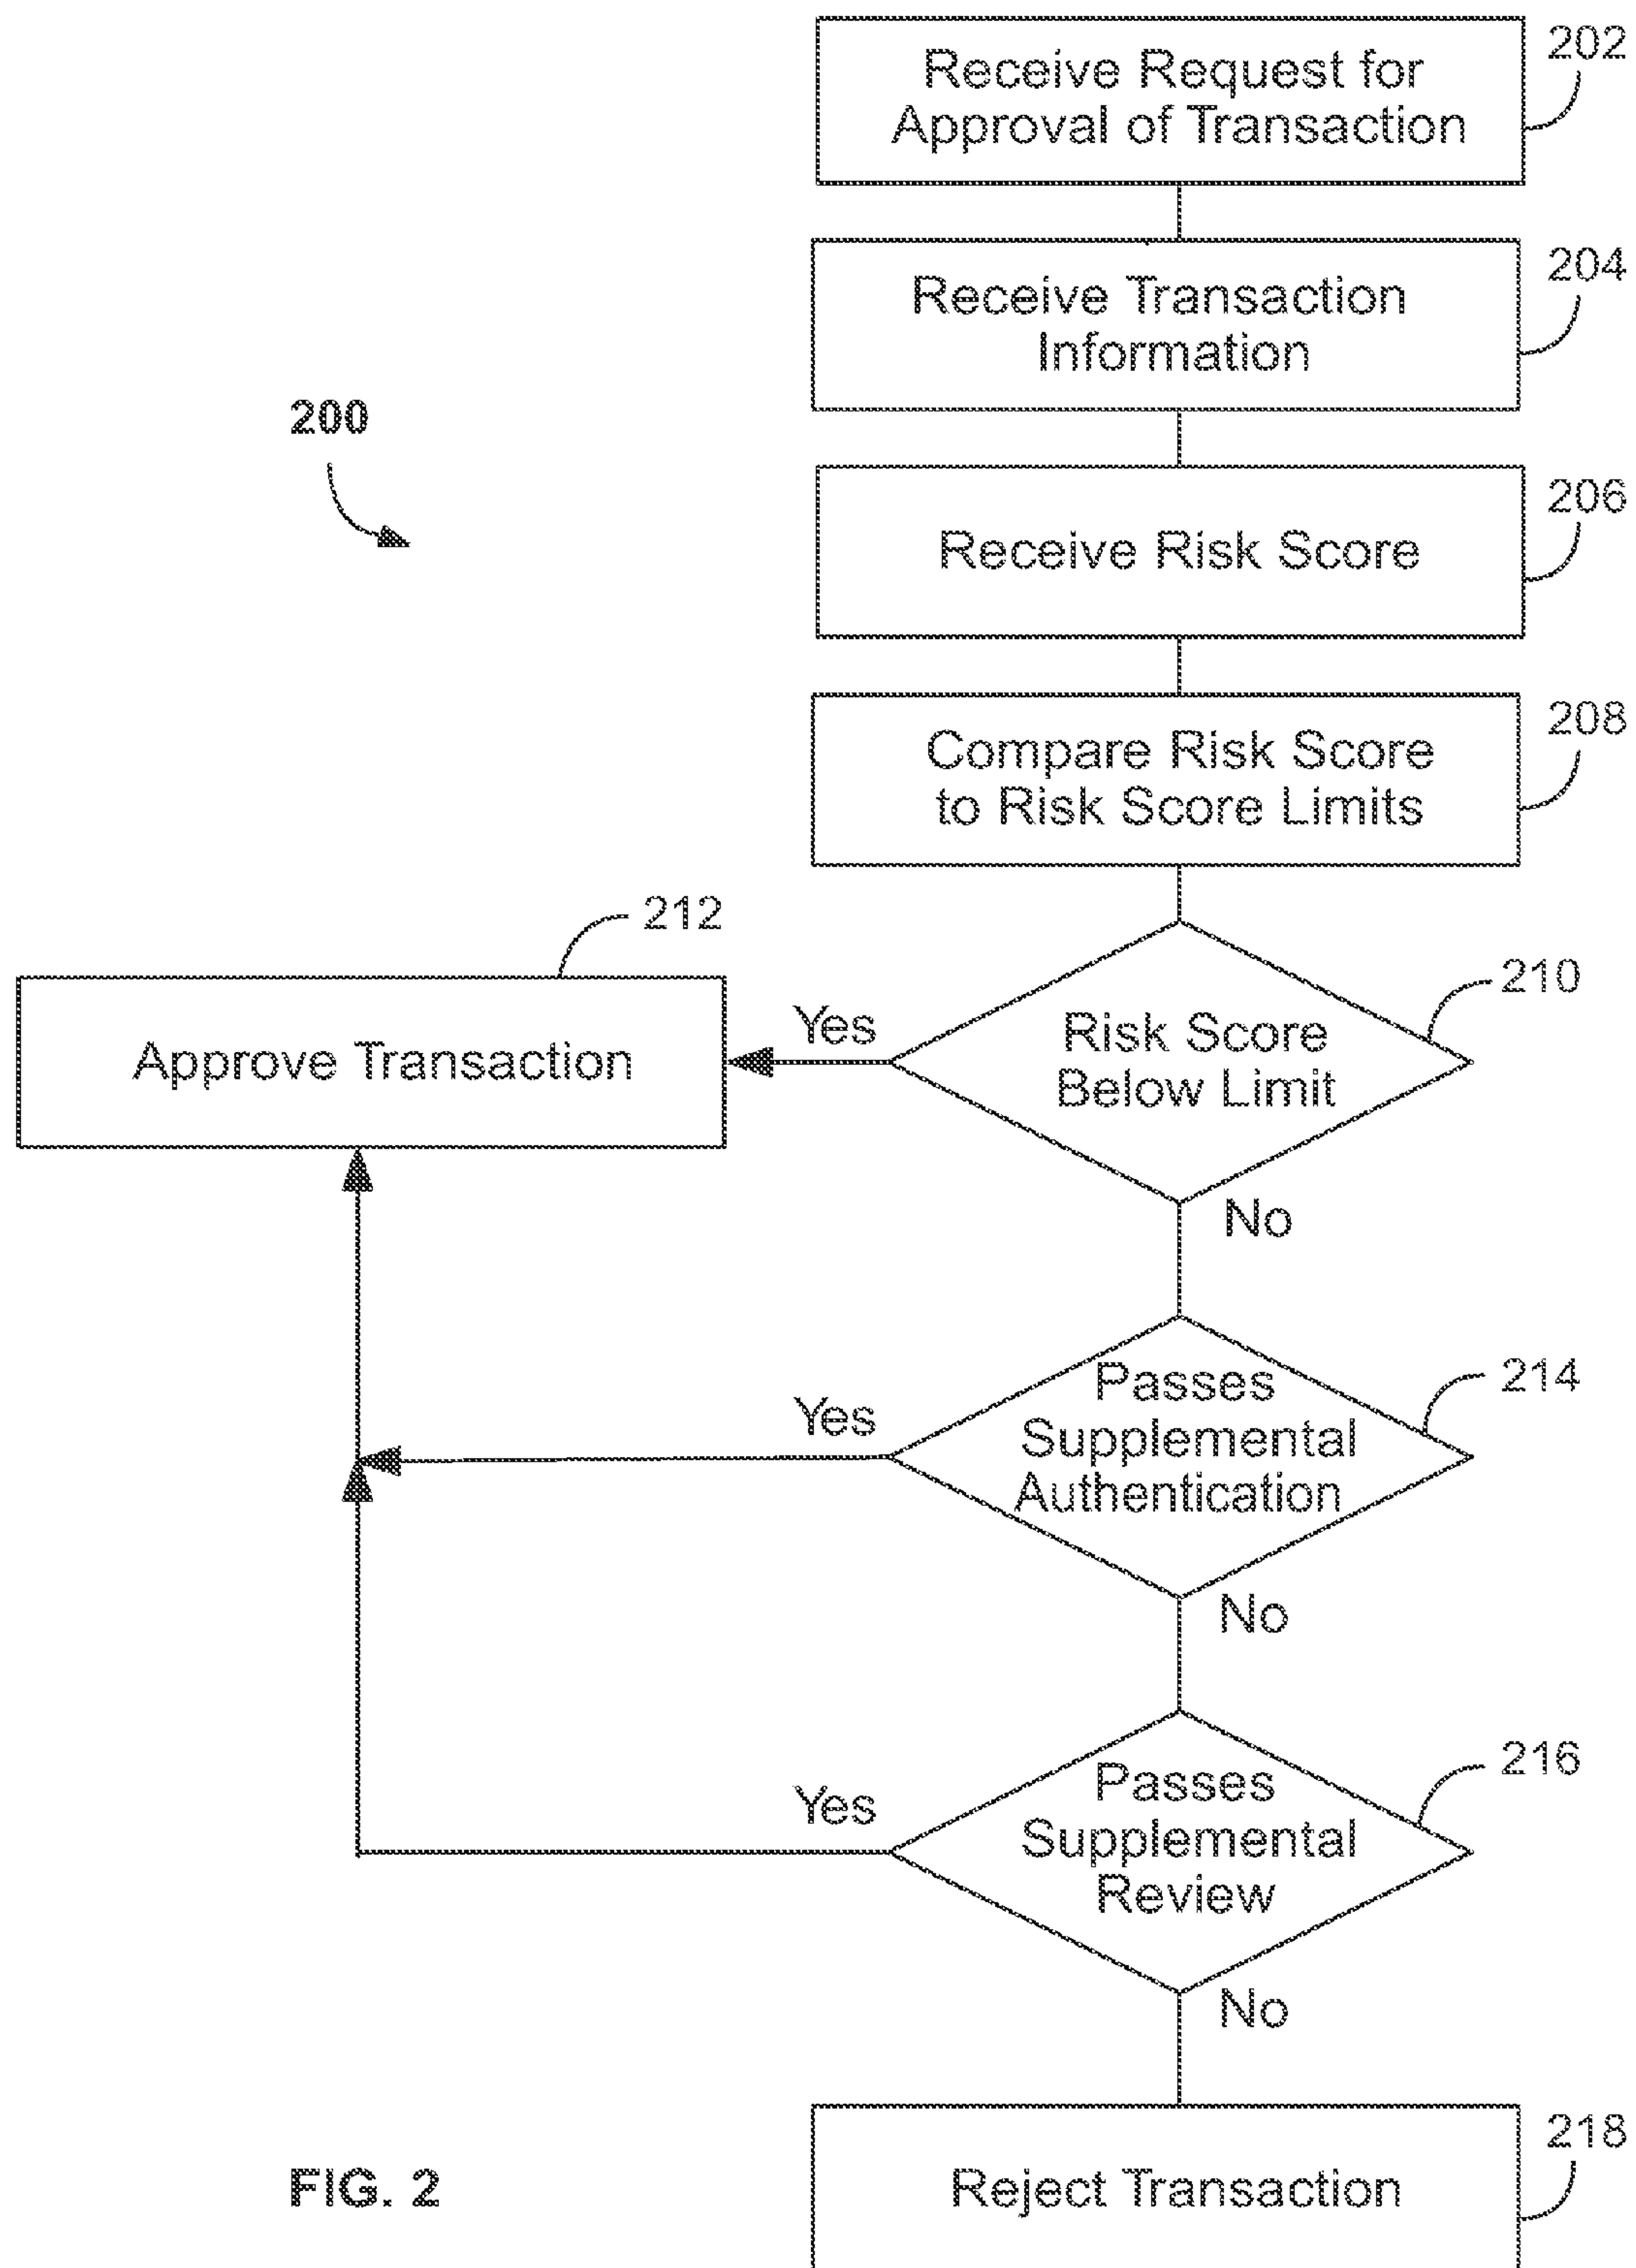 202
Receive Request for
Approval of Transaction
204
Receive Transaction
Information
200
206
Receive Risk Score
208
Compare Risk Score
to Risk Score Limits
212
210
Approve Transaction
Yes
Risk Score
Below Limit
No
214
Yes
Passes
Supplemental
Authentication
No
216
Yes
Passes
Supplemental
Review
No
218
Reject Transaction
FIG. 2